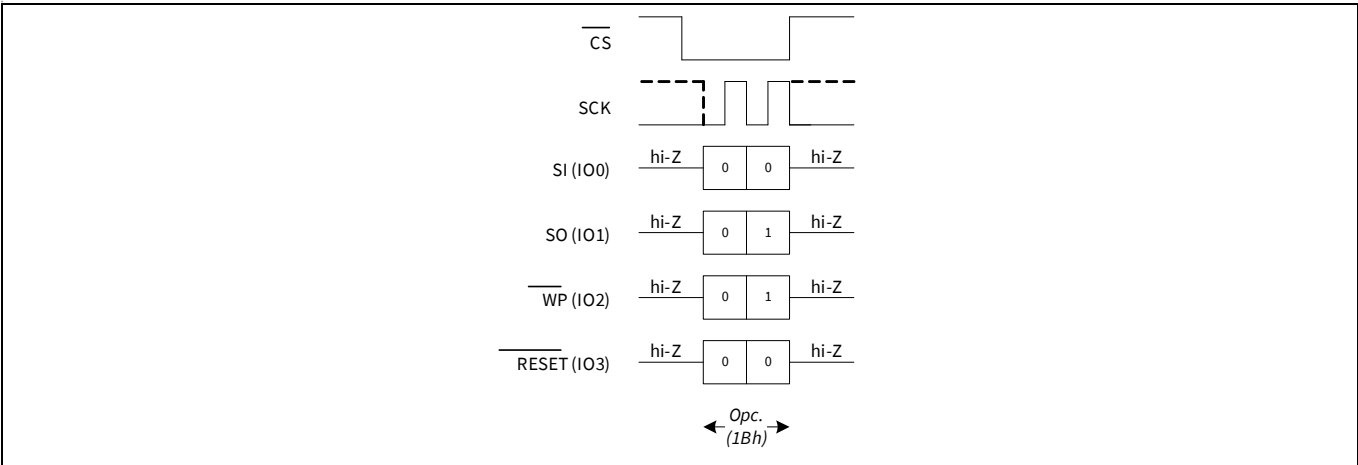 CS
SCK
SI (IO0) hi-Z 0 0 hi-Z
SO (IO1) hi-Z 0 1 hi-Z
WP (IO2) hi-Z 0 1 hi-Z
RESET (IO3) hi-Z 0 0 hi-Z
Opc.
(1Bh)